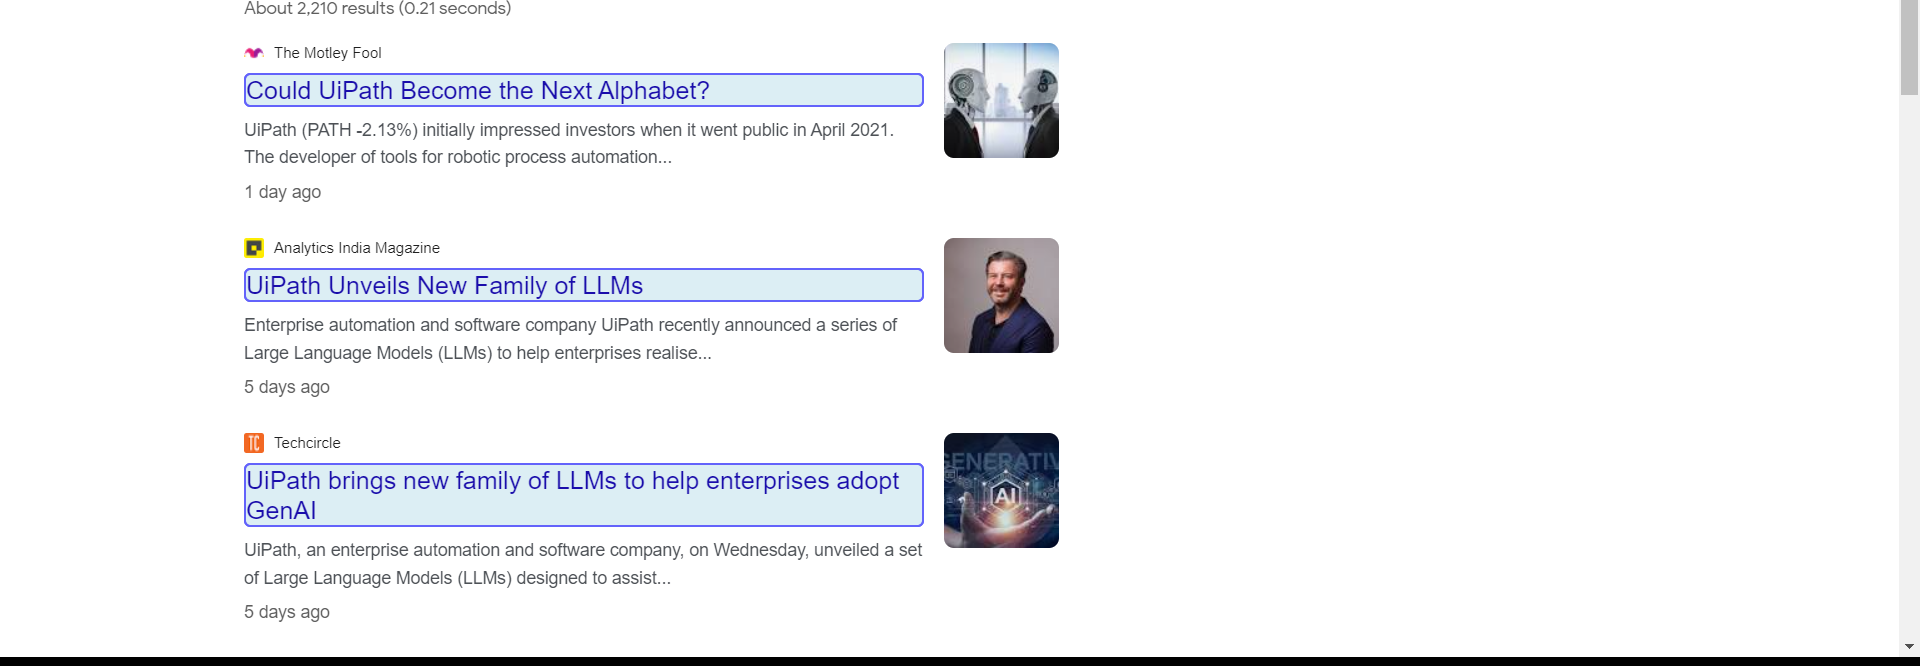 About 2,210 results (0.21 seconds)
The Motley Fool
Could UiPath Become the Next Alphabet?
UiPath (PATH -2.13%) initially impressed investors when it went public in April 2021.
The developer of tools for robotic process automation...
1 day ago
Analytics India Magazine
UiPath Unveils New Family of LLMs
Enterprise automation and software company UiPath recently announced a series of
Large Language Models (LLMs) to help enterprises realise...
5 days ago
TC Techcircle
UiPath brings new family of LLMs to help enterprises adopt
GenAI
GENERATIV
AI
UiPath, an enterprise automation and software company, on Wednesday, unveiled a set
of Large Language Models (LLMs) designed to assist...
5 days ago